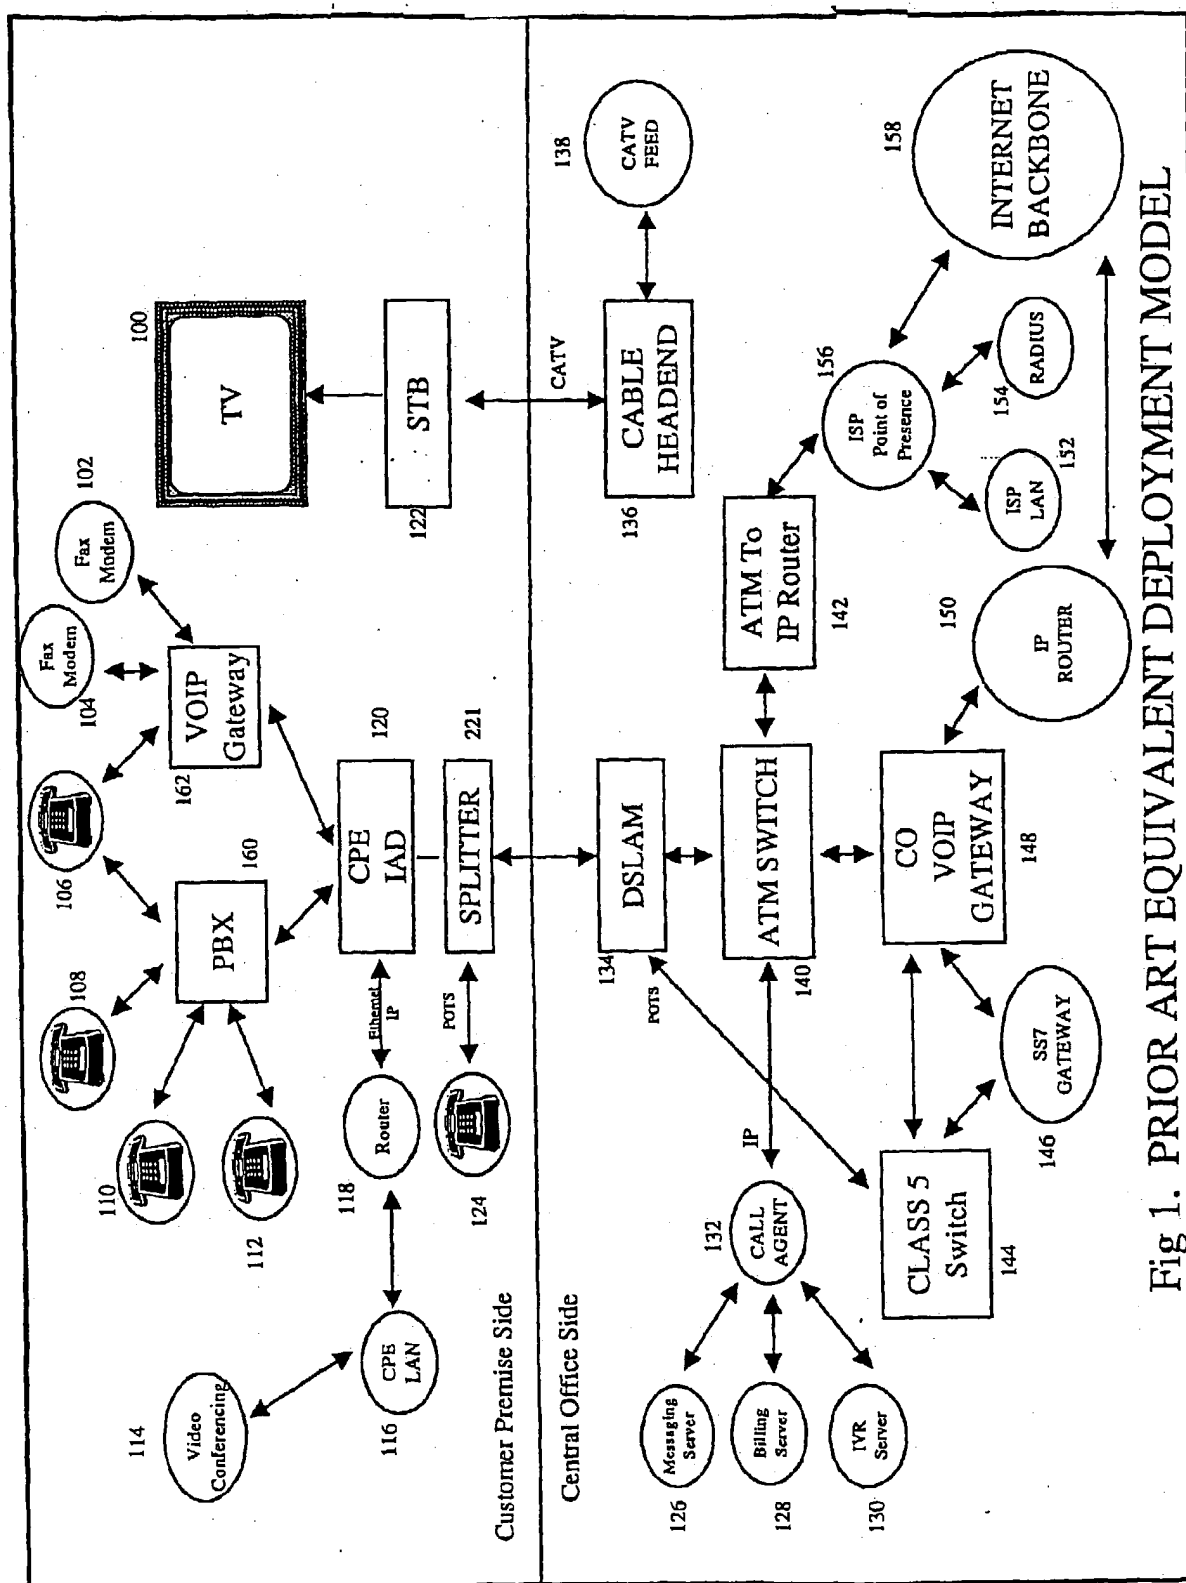 114
Video
Conferencing
110
108
106
104
Fax
Modem
Fax
Modem
102
100
TV
112
PBX
160
162
VOIP
Gateway
116
CPE
LAN
118
Router
Ethernet
IP
CPE
IAD
120
122
STB
124
POTS
SPLITTER
221
Customer Premise Side
CATV
Central Office Side
138
CATV
FEED
134
DSLAM
136
CABLE
HEADEND
POTS
126
Messaging
Server
132
CALL
AGENT
IP
140
ATM SWITCH
ATM To
IP Router
142
ISP
Point of
Presence
156
128
Billing
Server
130
IVR
Server
158
INTERNET
BACKBONE
154
RADIUS
ISP
LAN
152
144
CLASS 5
Switch
146
SS7
GATEWAY
CO
VOIP
GATEWAY
148
150
IP
ROUTER
Fig 1. PRIOR ART EQUIVALENT DEPLOYMENT MODEL